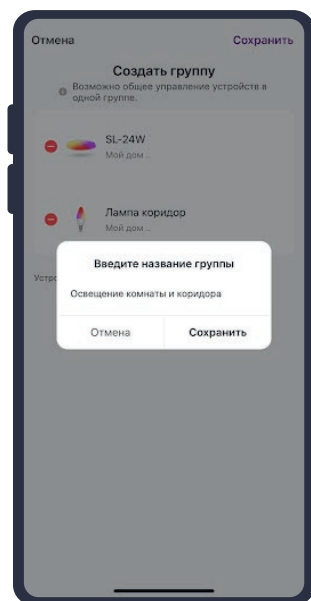 Отмена
Сохранить
Создать группу
Возможно общее управление устройств в
одной группе.
SL-24W
Мой дом ..
Лампа коридор
Мой дом ..
Устро
Введите название группы
Освещение комнаты и коридора
Отмена
Сохранить